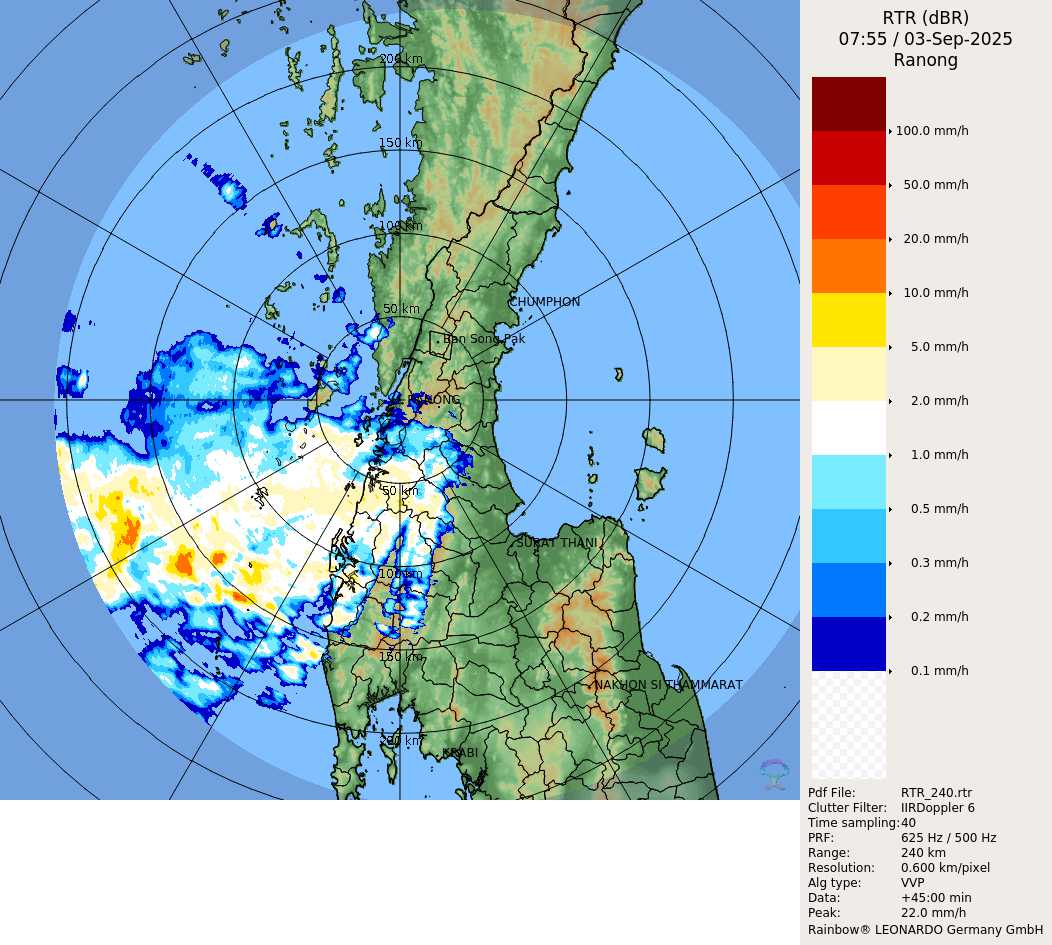 RTR (dBR)
07:55 / 03-Sep-2025
Ranong
100.0 mm/h
50.0 mm/h
20.0 mm/h
10.0 mm/h
5.0 mm/h
2.0 mm/h
1.0 mm/h
0.5 mm/h
0.3 mm/h
0.2 mm/h
0.1 mm/h
200 km
150 km
100 km
50 km
CHUMPHON
Ban Song Pak
RANONG
50 km
SURAT THANI
100 km
150 km
NAKHON SI THAMMARAT
200 km
KRABI
Pdf File: RTR_240.rtr
Clutter Filter: IIRDoppler 6
Time sampling: 40
PRF: 625 Hz / 500 Hz
Range: 240 km
Resolution: 0.600 km/pixel
Alg type: VVP
Data: +45:00 min
Peak: 22.0 mm/h
Rainbow® LEONARDO Germany GmbH